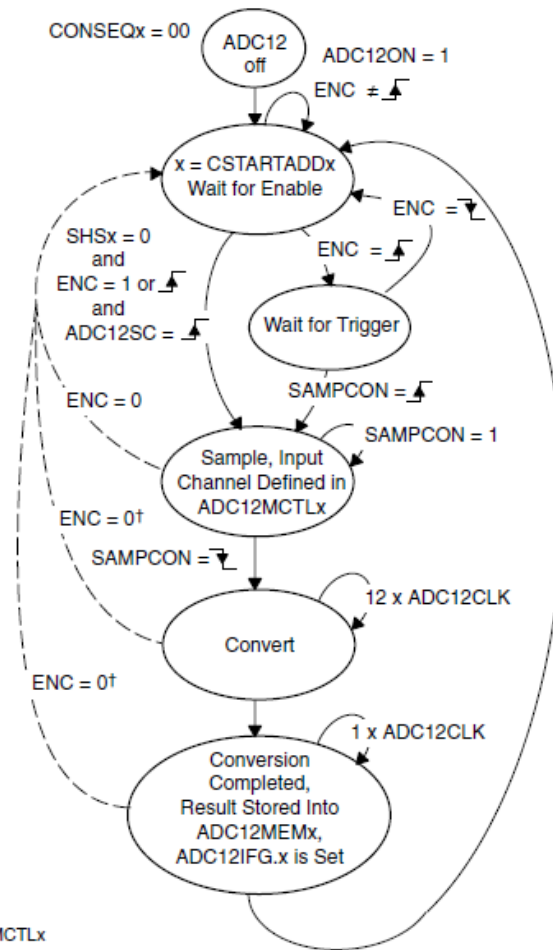 CONSEQx = 00
ADC12
off
ADC12ON = 1
ENC ≠
x = CSTARTADDx
Wait for Enable
ENC =
SHSx = 0
and
ENC = 1 or
and
ADC12SC =
ENC =
Wait for Trigger
SAMPCON =
ENC = 0
SAMPCON = 1
Sample, Input
Channel Defined in
ADC12MCTLx
ENC = 0†
SAMPCON =
12 x ADC12CLK
Convert
ENC = 0†
1 x ADC12CLK
Conversion
Completed,
Result Stored Into
ADC12MEMx,
ADC12IFG.x is Set
MCTLx